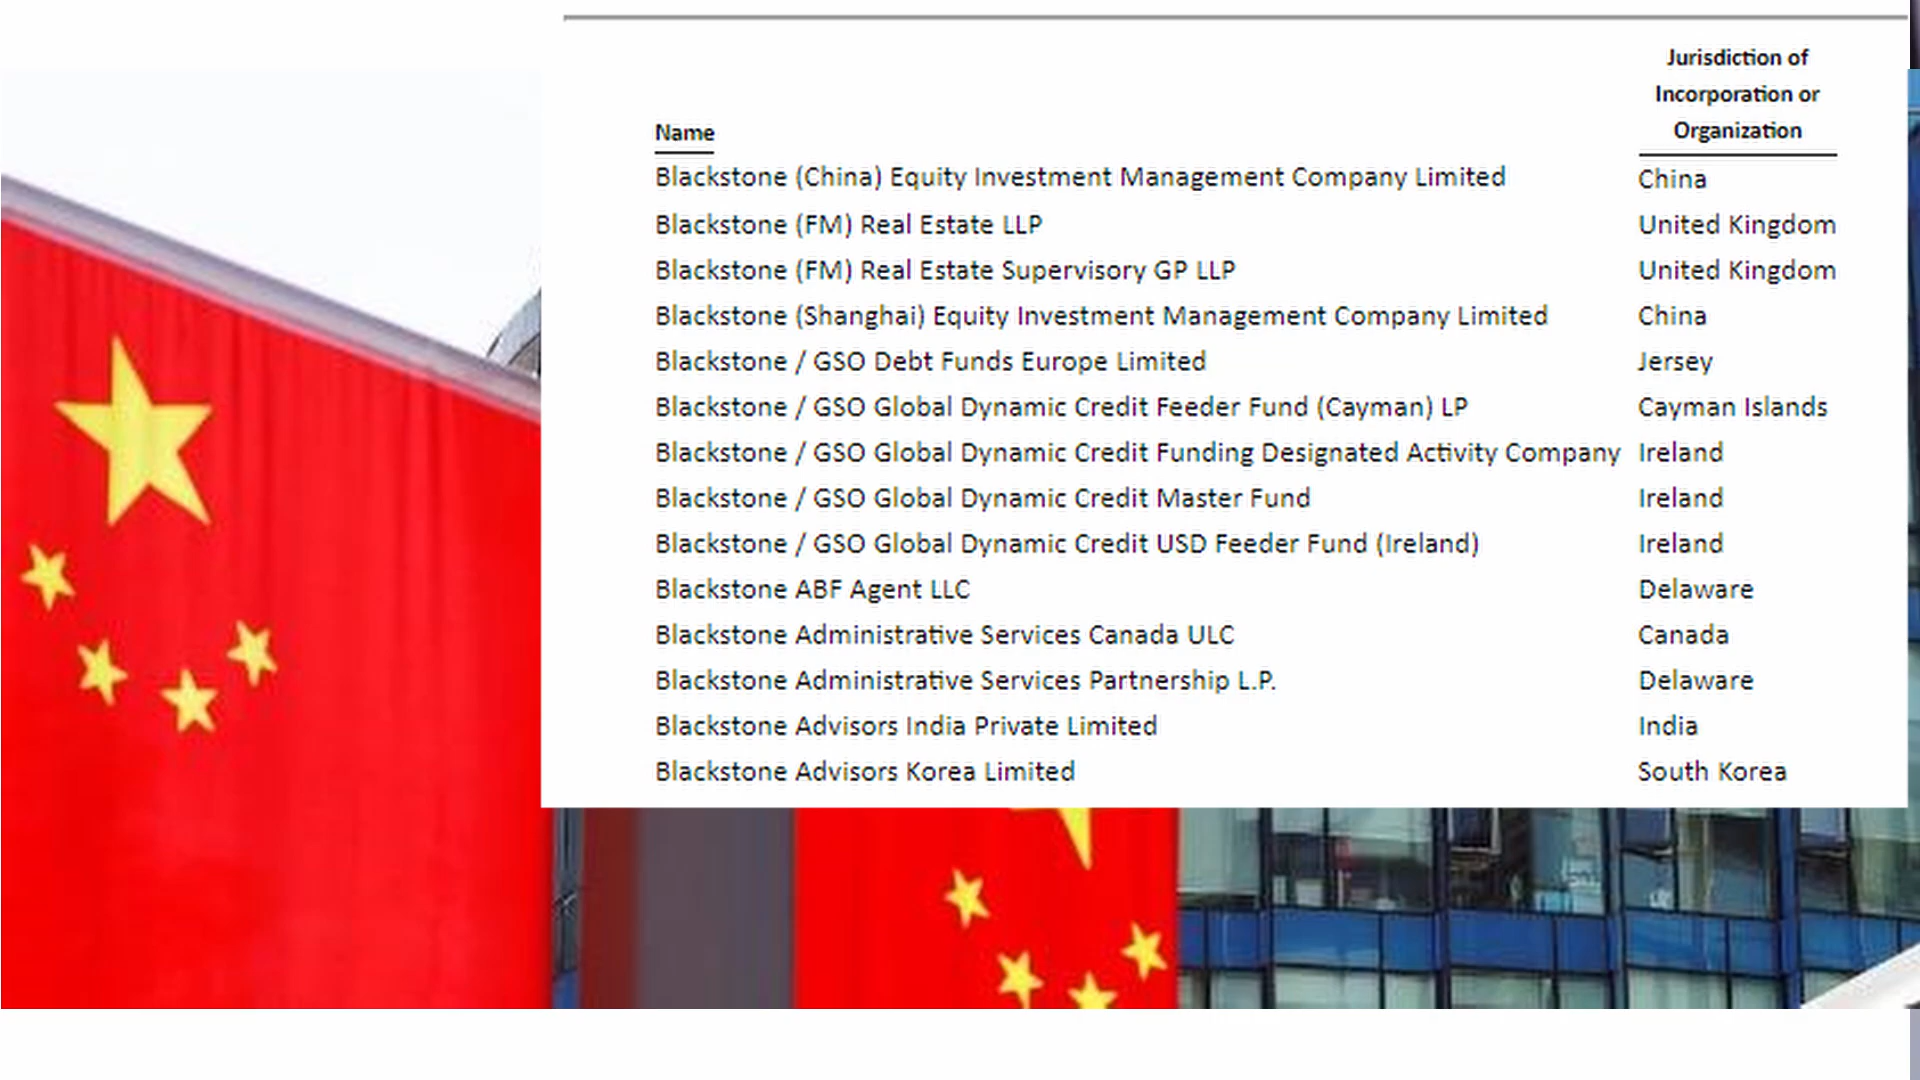 Jurisdiction of
Incorporation or
Organization
Name
Blackstone (China) Equity Investment Management Company Limited China
Blackstone (FM) Real Estate LLP United Kingdom
Blackstone (FM) Real Estate Supervisory GP LLP United Kingdom
Blackstone (Shanghai) Equity Investment Management Company Limited China
Blackstone / GSO Debt Funds Europe Limited Jersey
Blackstone / GSO Global Dynamic Credit Feeder Fund (Cayman) LP Cayman Islands
Blackstone / GSO Global Dynamic Credit Funding Designated Activity Company Ireland
Blackstone / GSO Global Dynamic Credit Master Fund Ireland
Blackstone / GSO Global Dynamic Credit USD Feeder Fund (Ireland) Ireland
Blackstone ABF Agent LLC Delaware
Blackstone Administrative Services Canada ULC Canada
Blackstone Administrative Services Partnership L.P. Delaware
Blackstone Advisors India Private Limited India
Blackstone Advisors Korea Limited South Korea